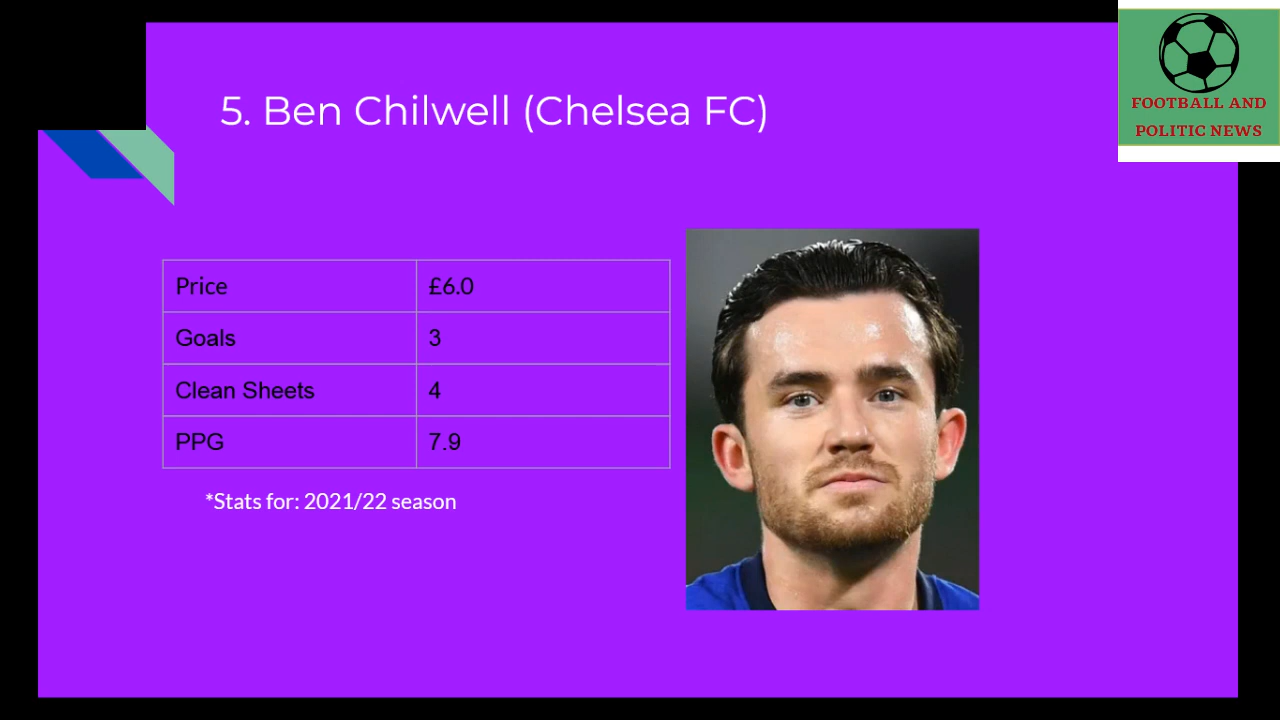 5. Ben Chilwell (Chelsea FC)
FOOTBALL AND
POLITIC NEWS
Price £6.0
Goals 3
Clean Sheets 4
PPG 7.9
*Stats for: 2021/22 season